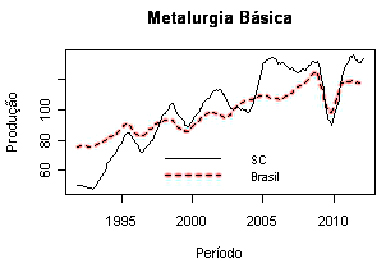 Metalurgia Básica
Produção
100
80
60
SC
Brasil
1995 2000 2005 2010
Período